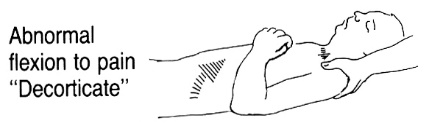 Abnormal
flexion to pain
“Decorticate”